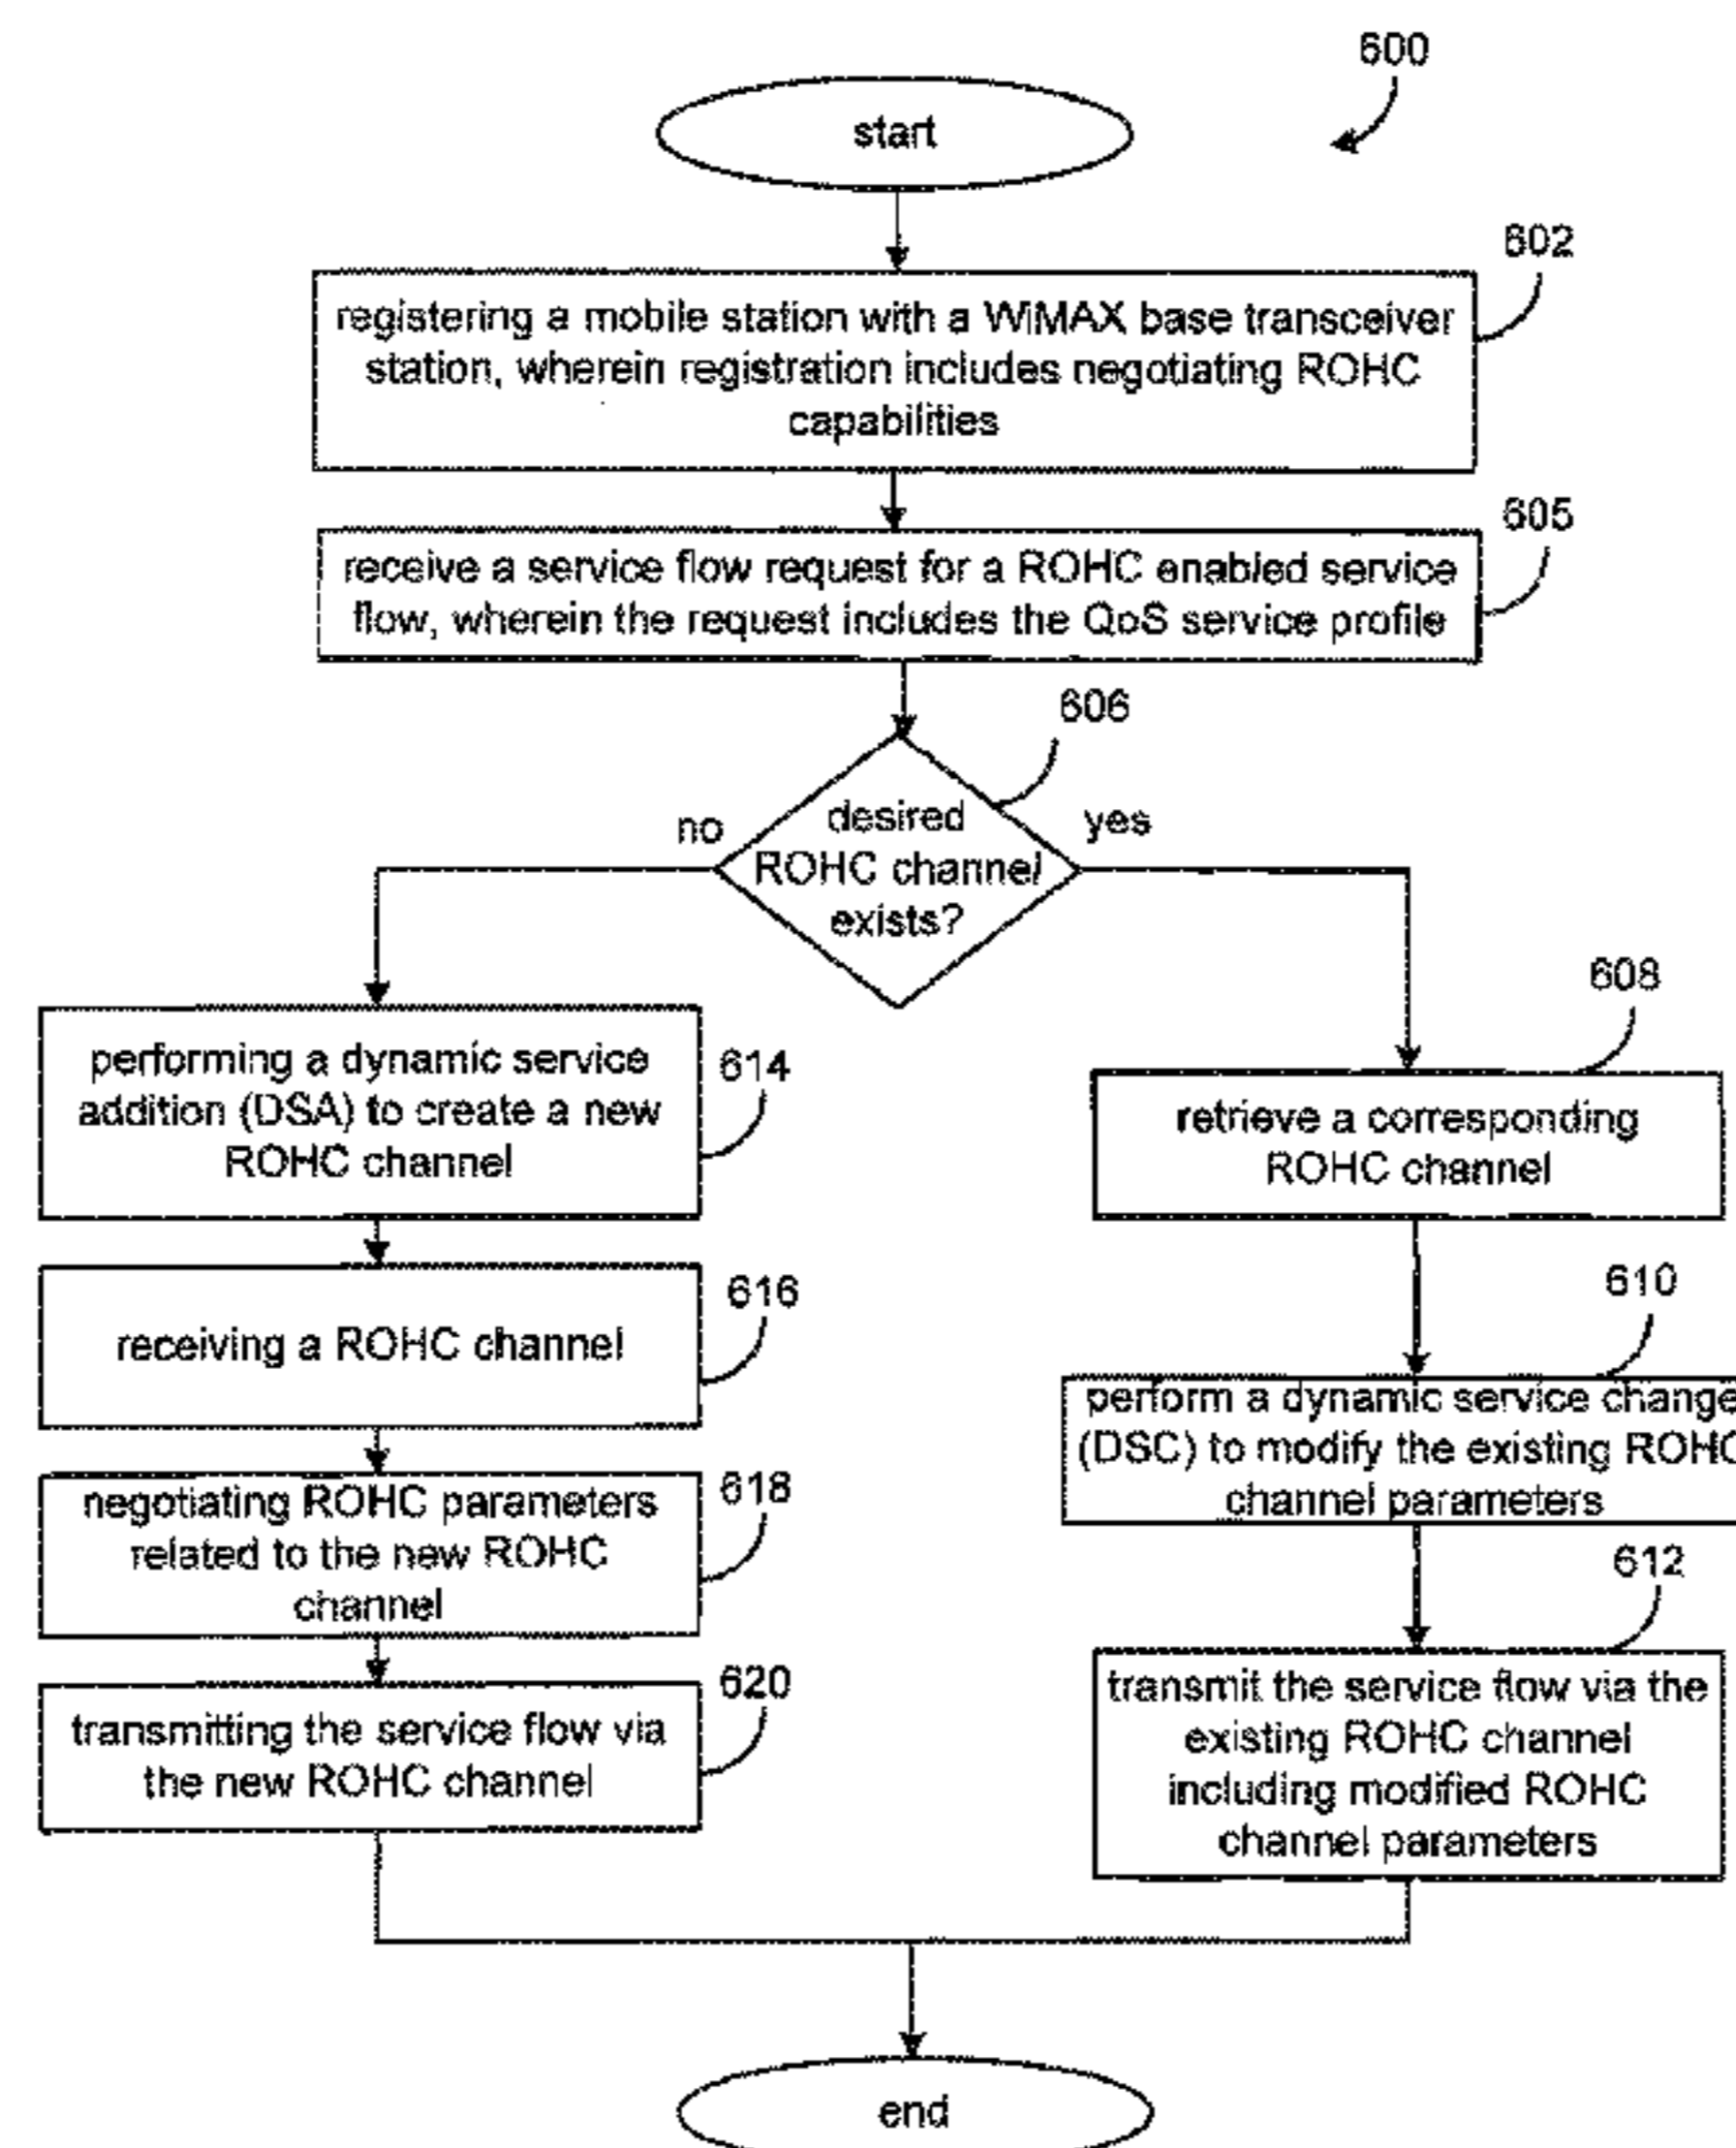 600
start
602
registering a mobile station with a WiMAX base transceiver
station, wherein registration includes negotiating ROHC
capabilities
605
receive a service flow request for a ROHC enabled service
flow, wherein the request includes the QoS service profile
606
no
desired
ROHC channel
exists?
yes
614
performing a dynamic service
addition (DSA) to create a new
ROHC channel
608
retrieve a corresponding
ROHC channel
616
receiving a ROHC channel
610
perform a dynamic service change
(DSC) to modify the existing ROHC
channel parameters
618
negotiating ROHC parameters
related to the new ROHC
channel
612
transmit the service flow via the
existing ROHC channel
including modified ROHC
channel parameters
620
transmitting the service flow via
the new ROHC channel
end